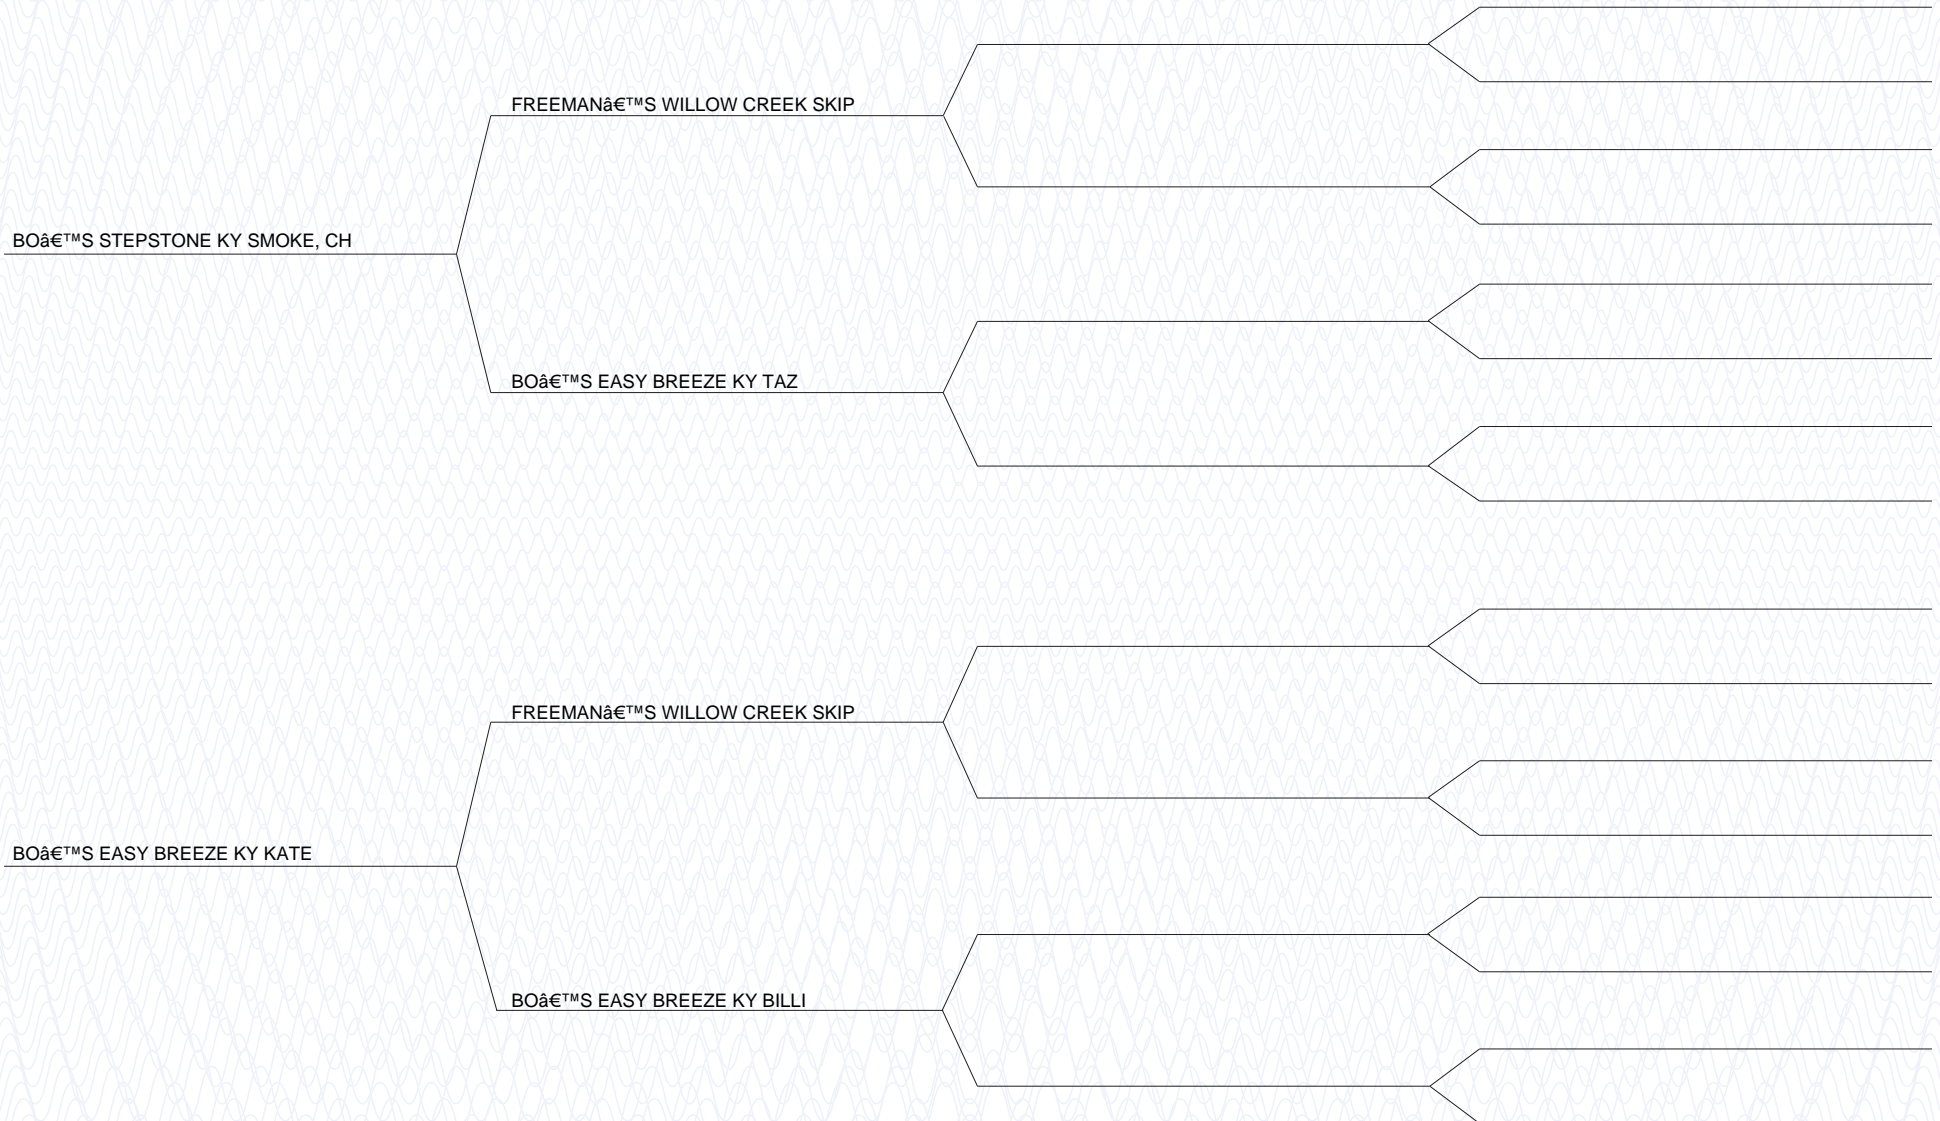 FREEMANâ€™S WILLOW CREEK SKIP
BOâ€™S STEPSTONE KY SMOKE, CH
BOâ€™S EASY BREEZE KY TAZ
FREEMANâ€™S WILLOW CREEK SKIP
BOâ€™S EASY BREEZE KY KATE
BOâ€™S EASY BREEZE KY BILLI